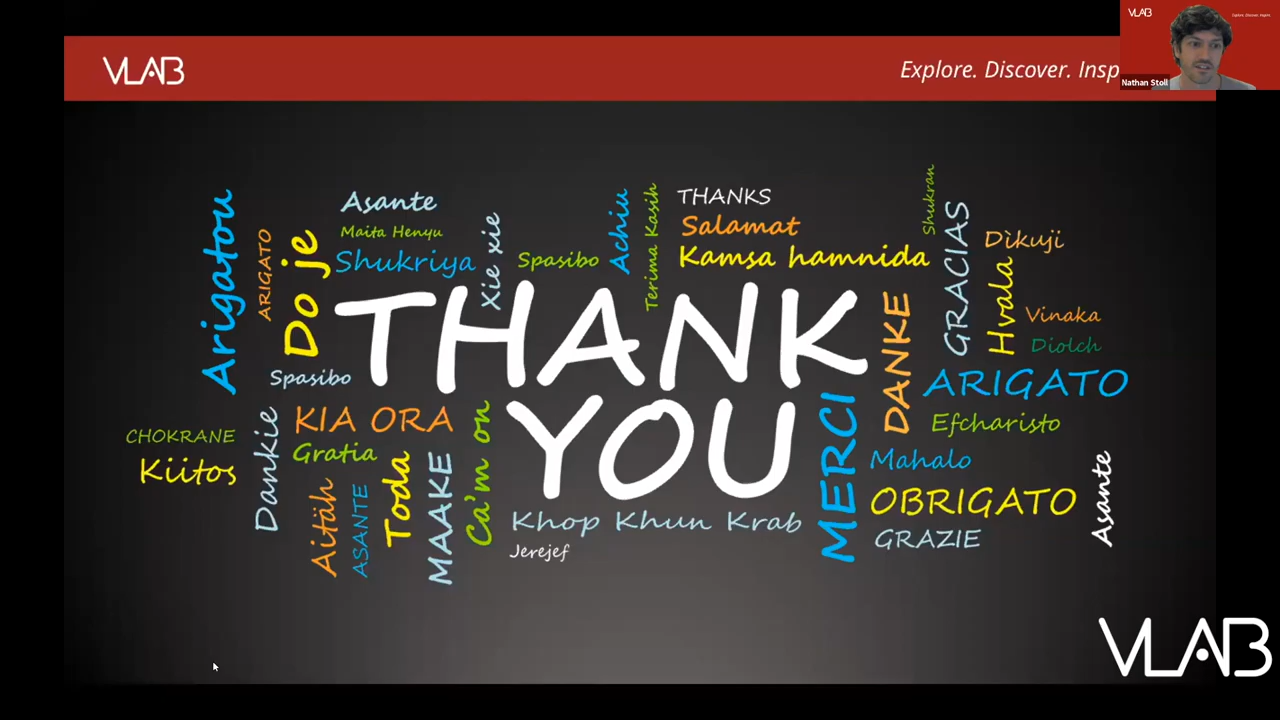 VLAB
Explore. Discover. Insp
VLAB
Nathan Stoll
Arigatou
ARIGATO
Do je
Asante
Maita Henyu
Shukriya
Xie xie
Spasibo
Achiu
Terima Kasih
THANKS
Salamat
Kamsa hamnida
Shukran
GRACIAS
Dikuji
Hvala
Vinaka
Diolch
THANK
YOU
Spasibo
DANKE
ARIGATO
CHOKRANE
Kiitos
Dankie
KIA ORA
Gratia
Aitäh
ASANTE
Toda
MAAKE
Ca'm on
Khop Khun Krab
Jerejef
MERCI
Efcharisto
Mahalo
OBRIGATO
GRAZIE
Asante
VLAB